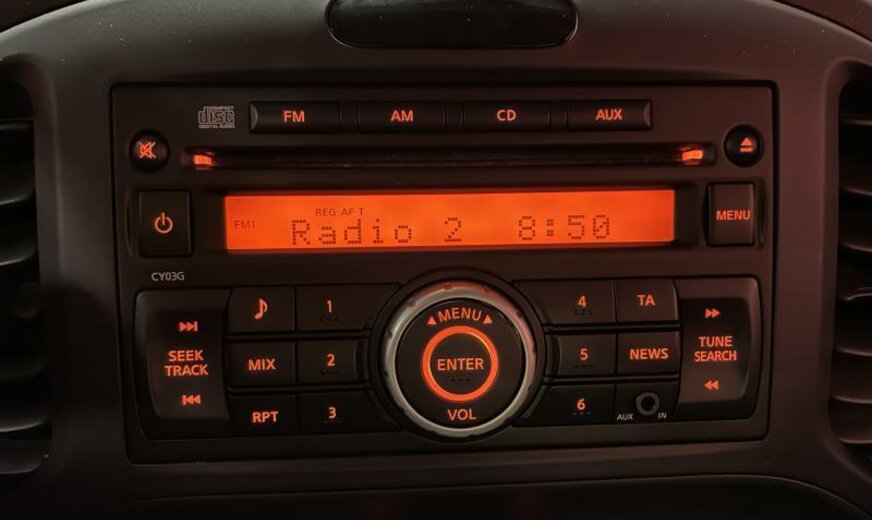 COMPACT
disc
DIGITAL AUDIO
FM AM CD AUX
REG AF T
FM1 Radio 2 8:50
MENU
CY03G
SEEK
TRACK
MIX
RPT
1
2
3
MENU
ENTER
VOL
4
5
6
TA
NEWS
AUX IN
TUNE
SEARCH